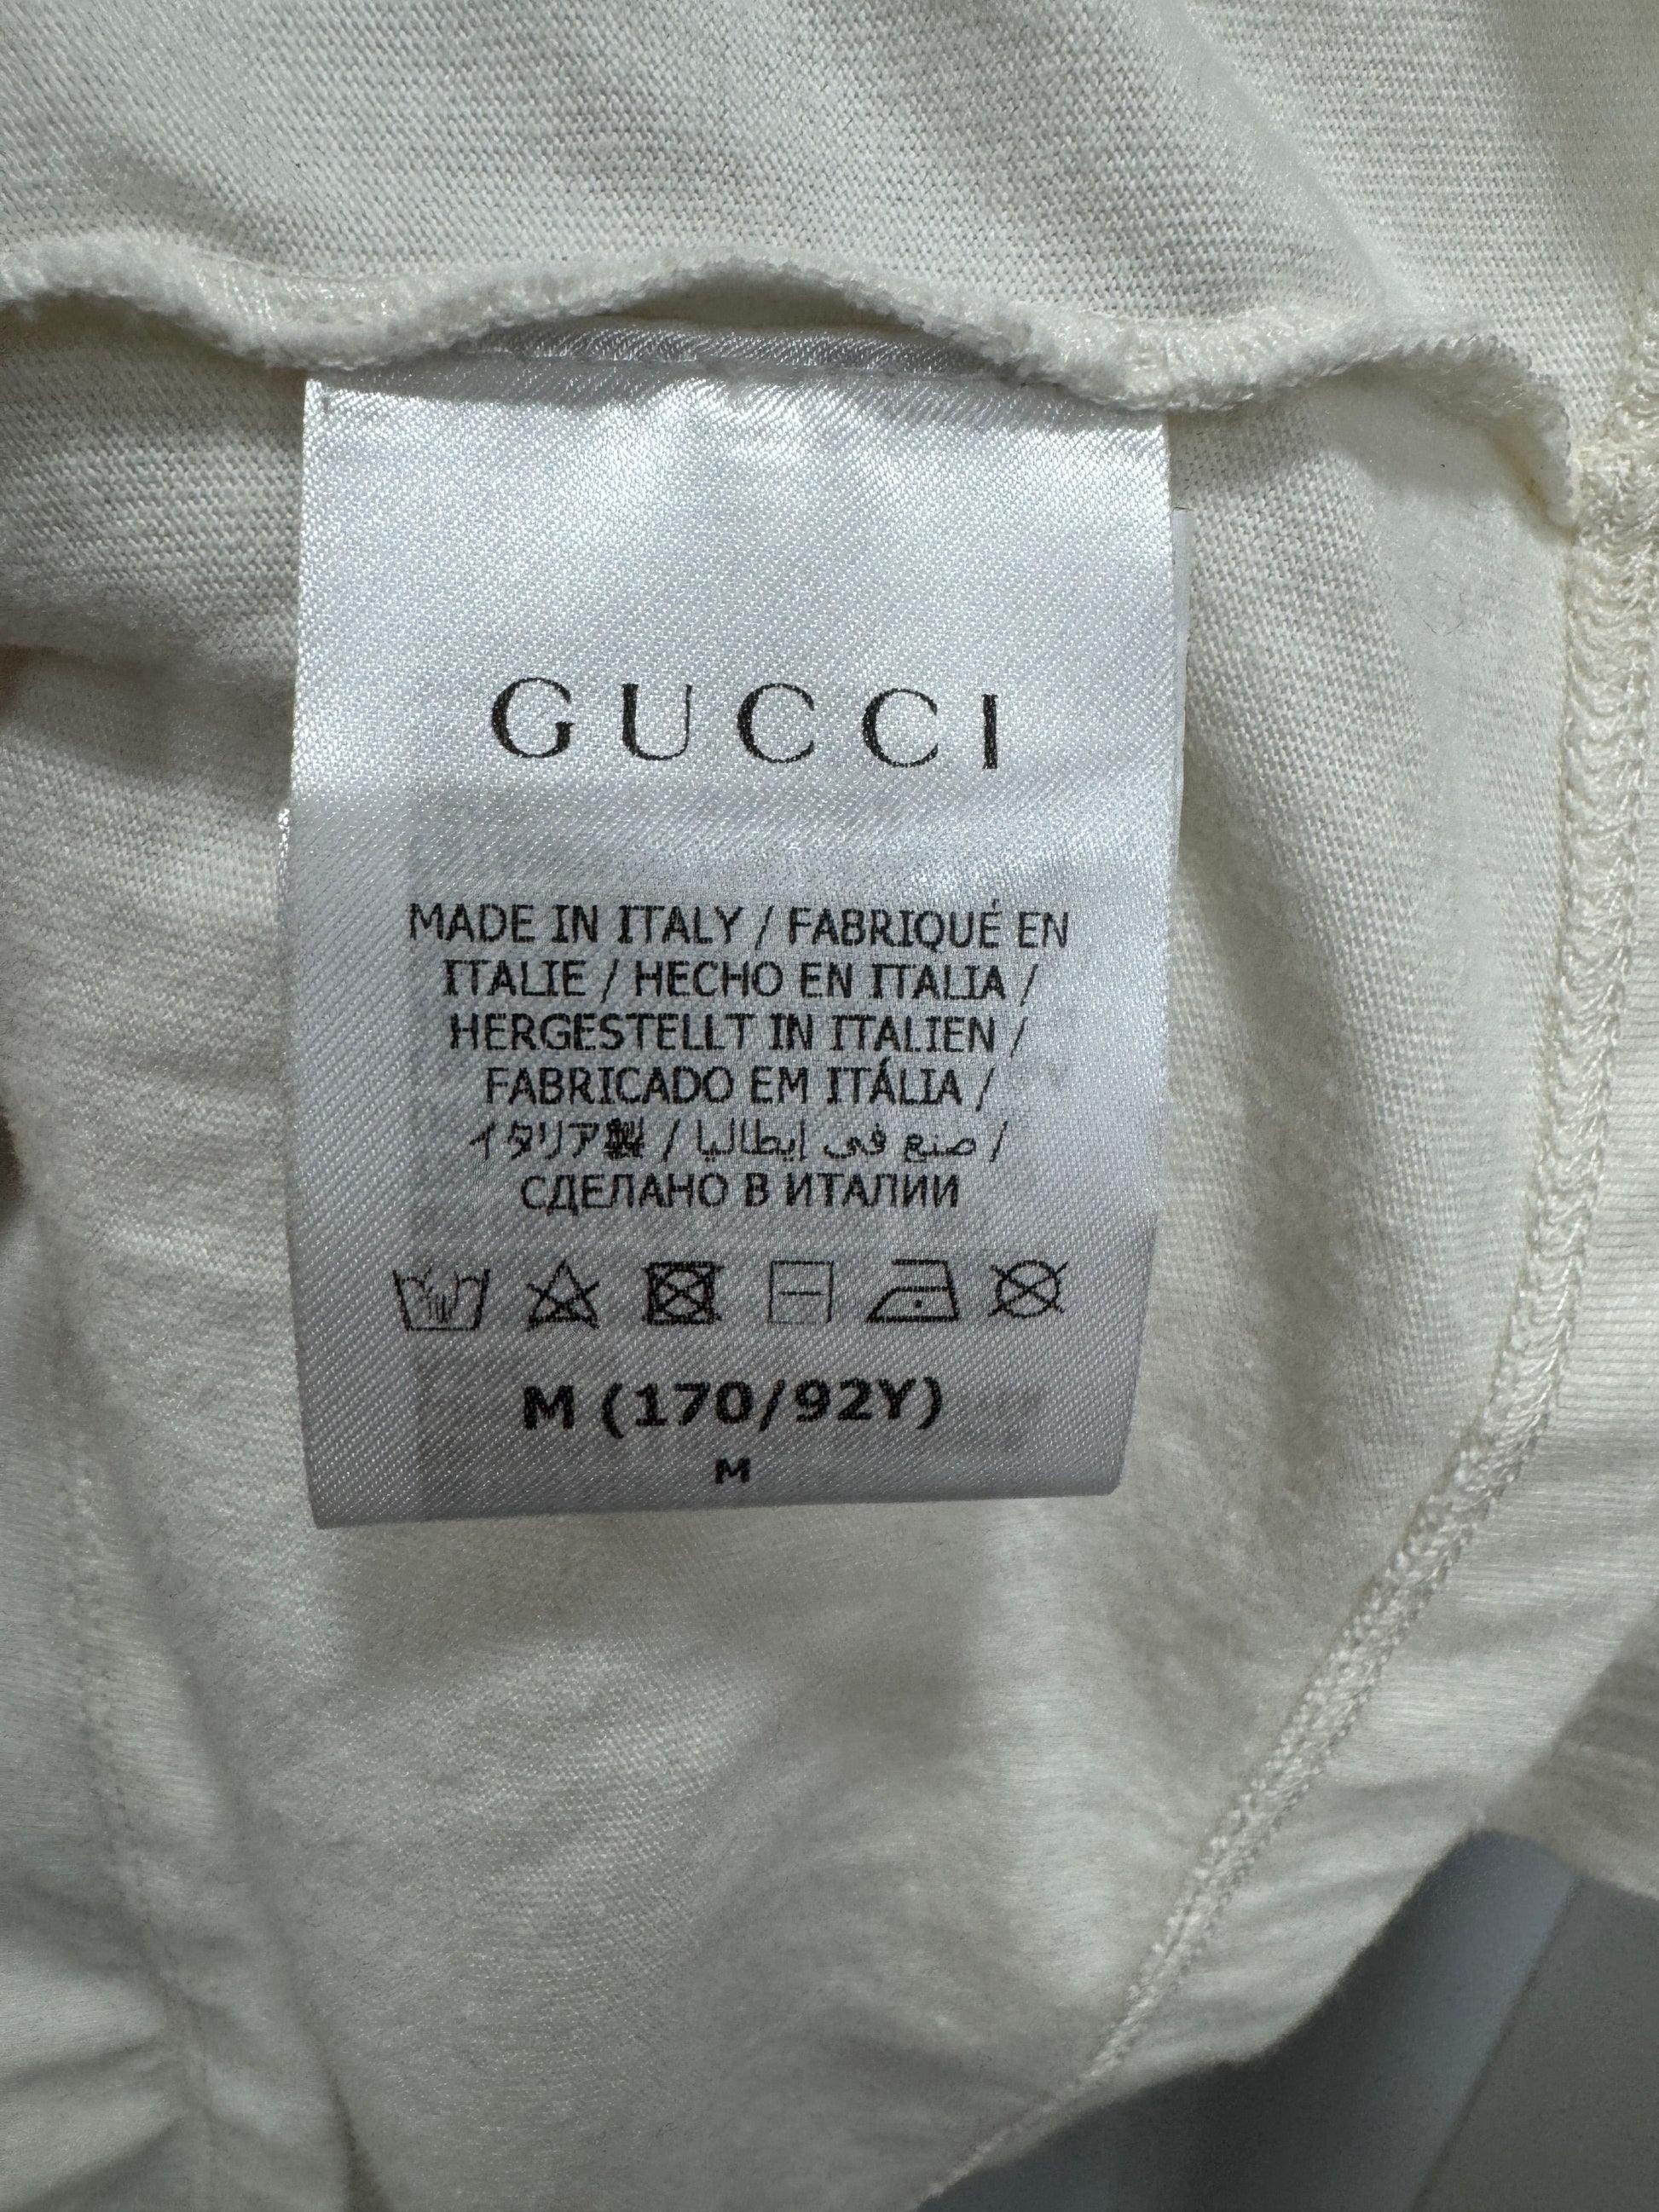 GUCCI
MADE IN ITALY / FABRIQUÉ EN
ITALIE / HECHO EN ITALIA /
HERGESTELLT IN ITALIEN /
FABRICADO EM ITÁLIA /
イタリア製 / صنع في إيطاليا /
СДЕЛАНО В ИТАЛИИ
M (170/92Y)
M